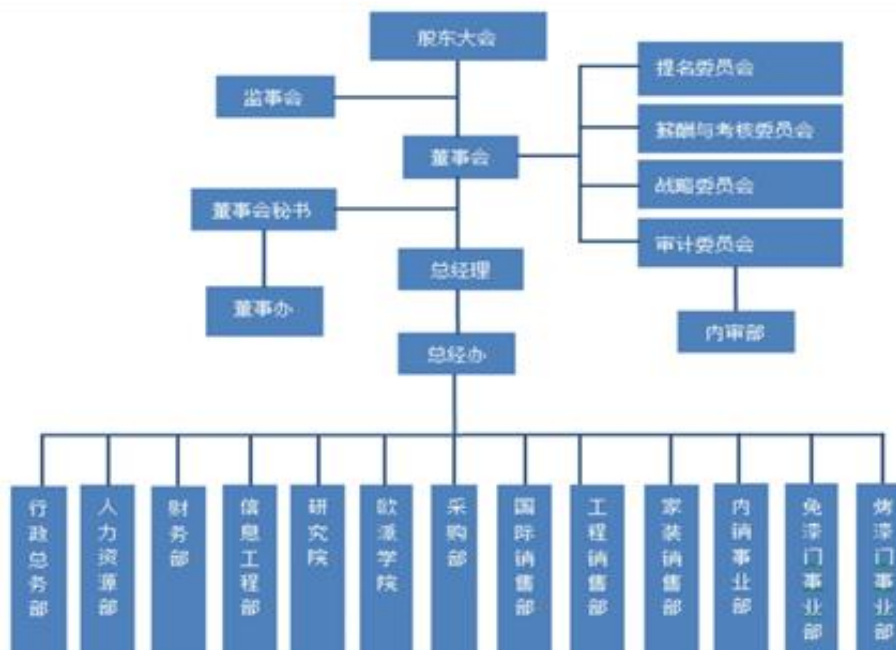 股东大会
监事会
提名委员会
薪酬与考核委员会
董事会
战略委员会
董事会秘书
审计委员会
总经理
董事办
内审部
总经办
行政总务部
人力资源部
财务部
信息工程部
研究院
欧派学院
采购部
国际销售部
工程销售部
家装销售部
内销事业部
免漆门事业部
烤漆门事业部